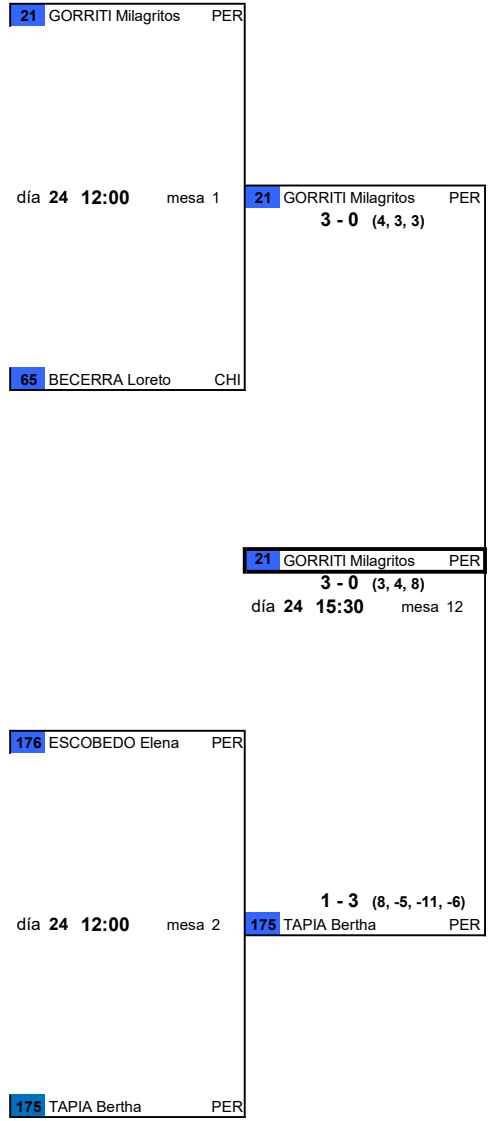 21 GORRITI Milagritos PER
día 24 12:00 mesa 1
21 GORRITI Milagritos PER
3 - 0 (4, 3, 3)
65 BECERRA Loreto CHI
21 GORRITI Milagritos PER
3 - 0 (3, 4, 8)
día 24 15:30 mesa 12
176 ESCOBEDO Elena PER
1 - 3 (8, -5, -11, -6)
día 24 12:00 mesa 2
175 TAPIA Bertha PER
175 TAPIA Bertha PER